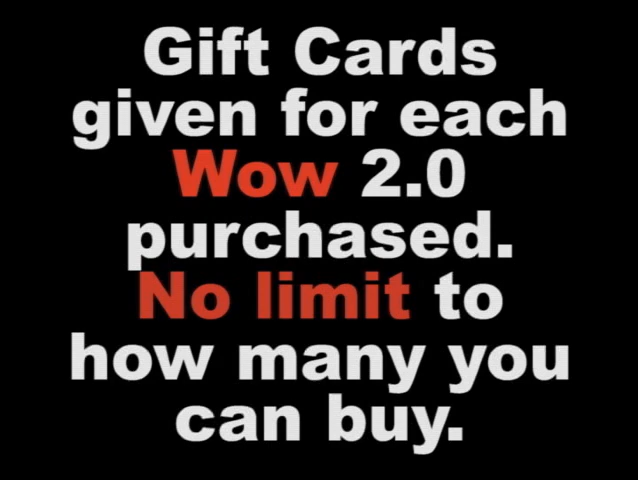 Gift Cards
given for each
Wow 2.0
purchased.
No limit to
how many you
can buy.